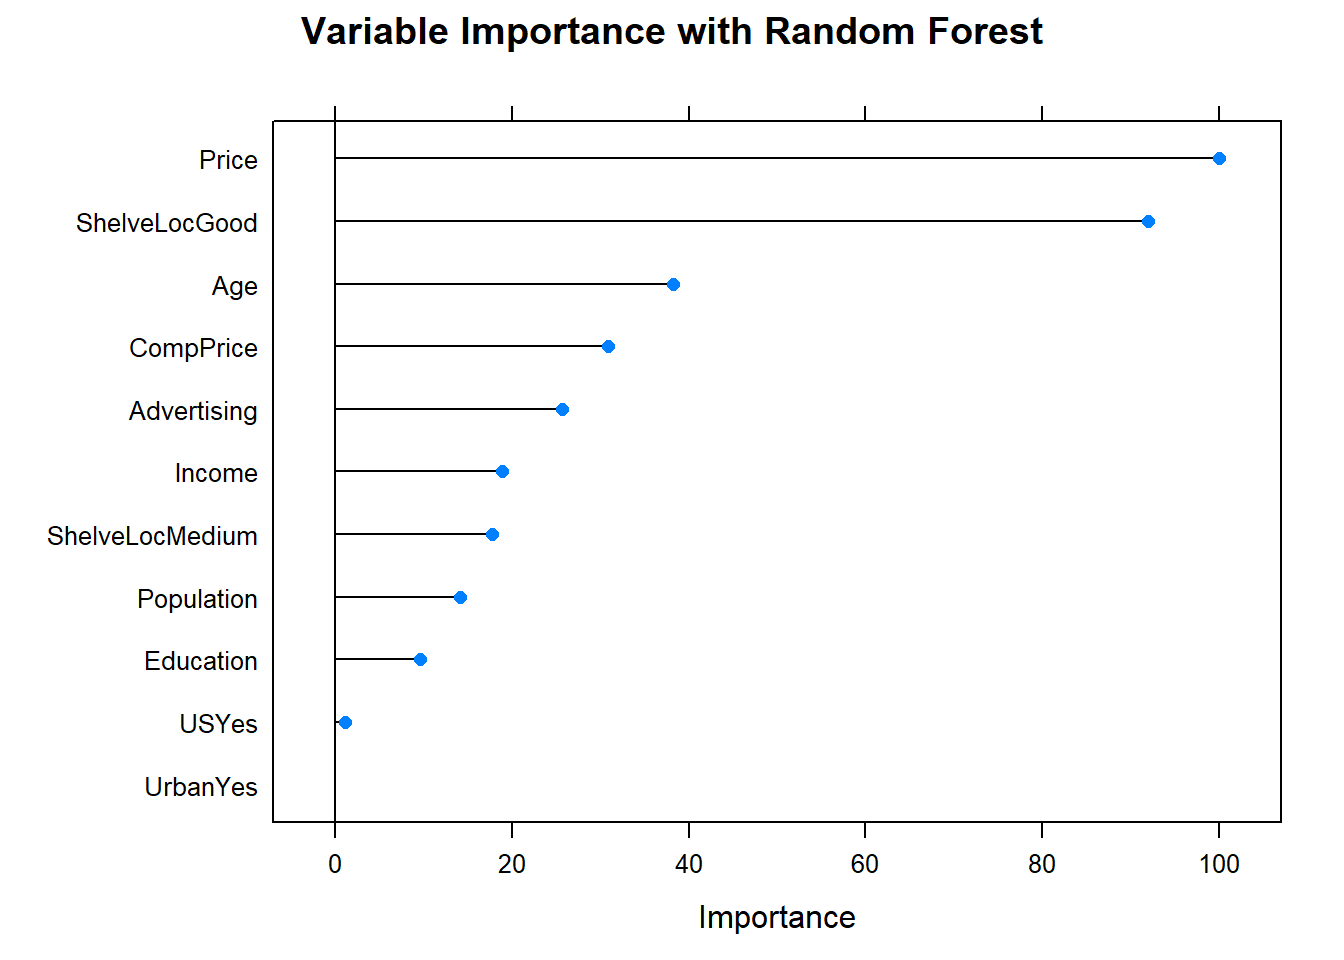 Variable Importance with Random Forest
Price
ShelveLocGood
Age
CompPrice
Advertising
Income
ShelveLocMedium
Population
Education
USYes
UrbanYes
0 20 40 60 80 100
Importance